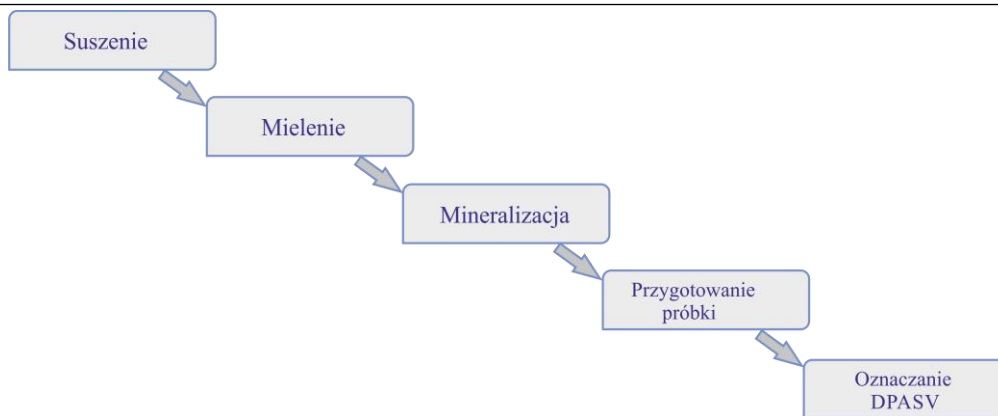 Suszenie
Mielenie
Mineralizacja
Przygotowanie
próbki
Oznaczanie
DPASV